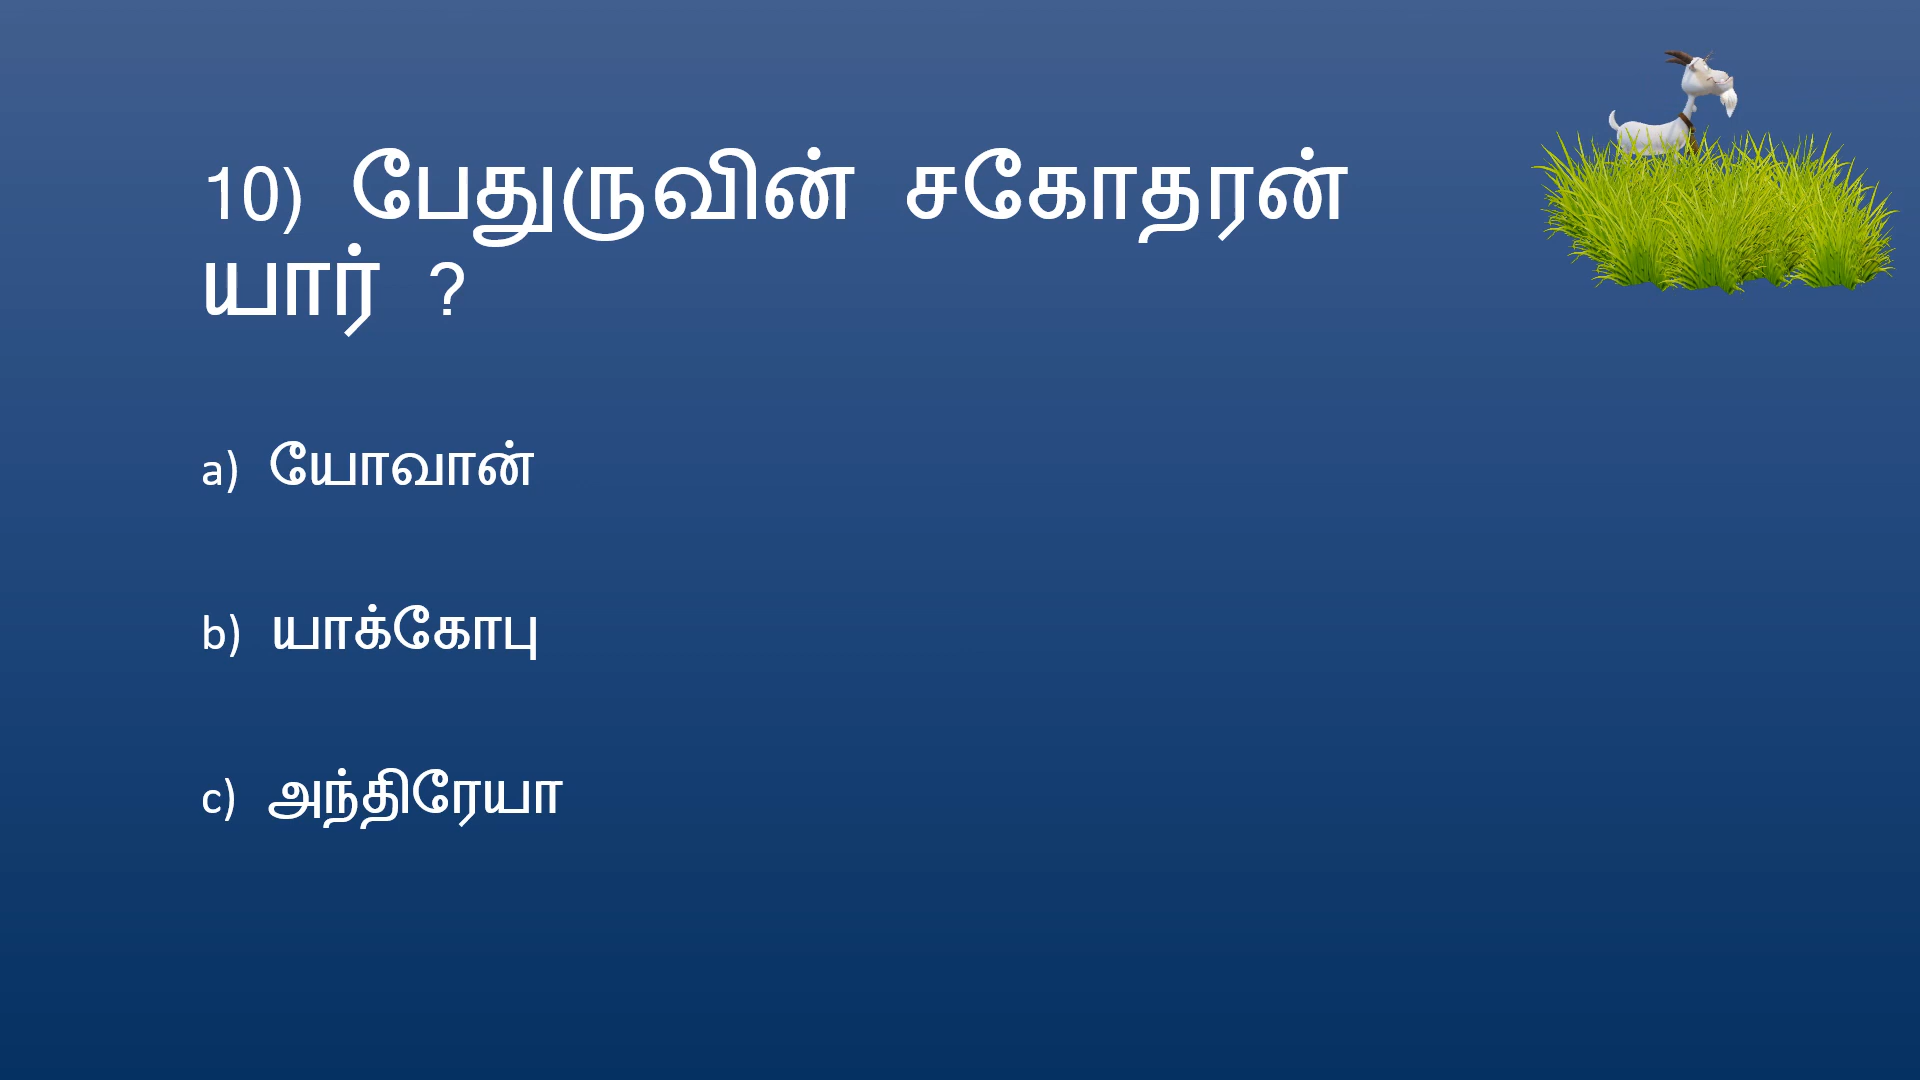 10) பேதுருவின் சகோதரன்
யார் ?
a) யோவான்
b) யாக்கோபு
c) அந்திரேயா